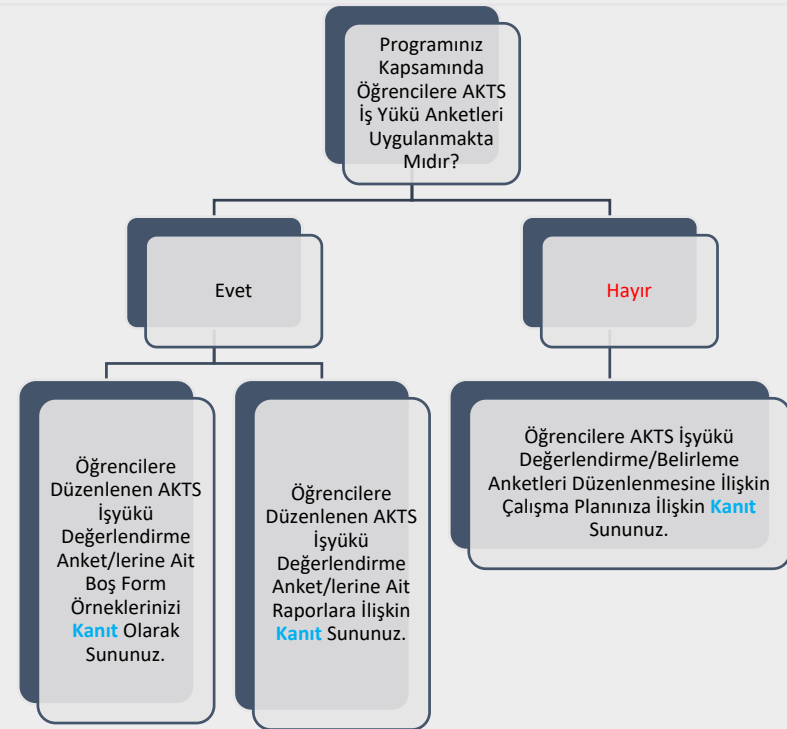 Programınız
Kapsamında
Öğrencilere AKTS
İş Yükü Anketleri
Uygulanmakta
Mıdır?
Evet
Hayır
Öğrencilere
Düzenlenen AKTS
İşyükü
Değerlendirme
Anket/lerine Ait
Boş Form
Örneklerinizi
Kanıt Olarak
Sununuz.
Öğrencilere
Düzenlenen AKTS
İşyükü
Değerlendirme
Anket/lerine Ait
Raporlara İlişkin
Kanıt Sununuz.
Öğrencilere AKTS İşyükü
Değerlendirme/Belirleme
Anketleri Düzenlenmesine İlişkin
Çalışma Planınıza İlişkin Kanıt
Sununuz.